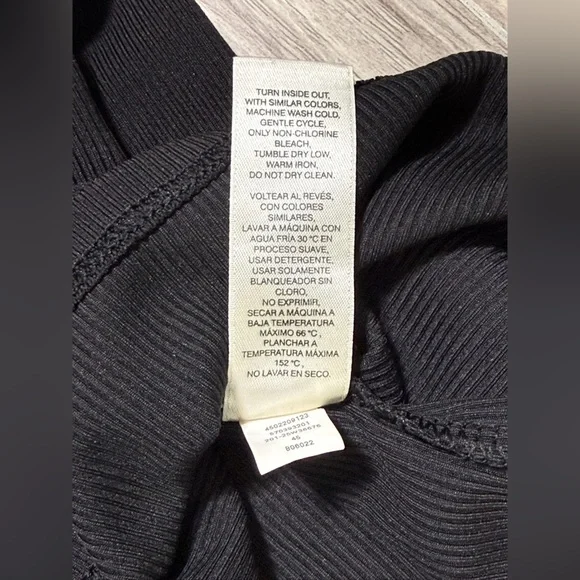 TURN INSIDE OUT,
WITH SIMILAR COLORS,
MACHINE WASH COLD,
GENTLE CYCLE,
ONLY NON-CHLORINE
BLEACH,
TUMBLE DRY LOW,
WARM IRON,
DO NOT DRY CLEAN.
VOLTEAR AL REVÉS,
CON COLORES
SIMILARES,
LAVAR A MÁQUINA CON
AGUA FRÍA 30 °C EN
PROCESO SUAVE,
USAR DETERGENTE,
USAR SOLAMENTE
BLANQUEADOR SIN
CLORO,
NO EXPRIMIR,
SECAR A MÁQUINA A
BAJA TEMPERATURA
MÁXIMO 66 °C,
PLANCHAR A
TEMPERATURA MÁXIMA
152 °C,
NO LAVAR EN SECO.
4502209122
45
808022